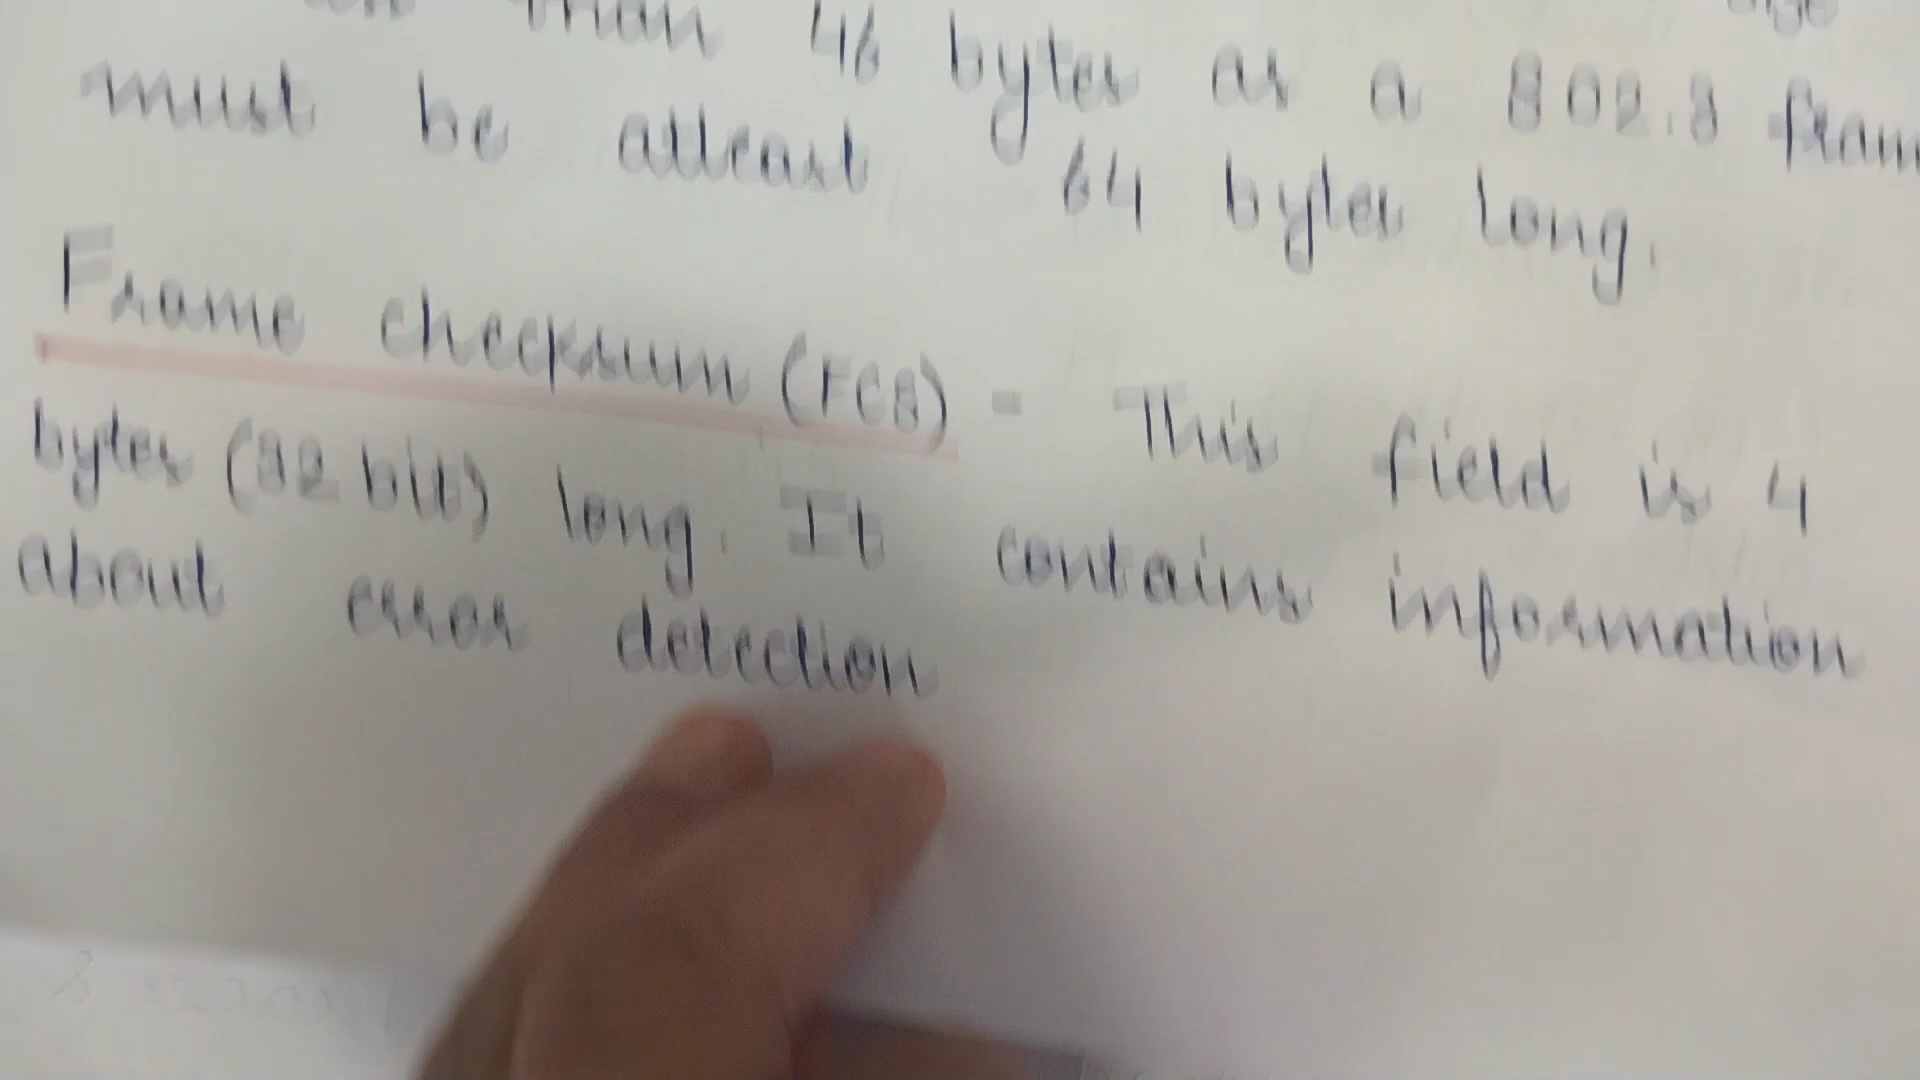 than 46 bytes as a 802.3 fram
must be atleast 64 bytes long.
Frame checksum (FCS) - This field is 4
bytes (32 bit) long. It contains information
about error detection